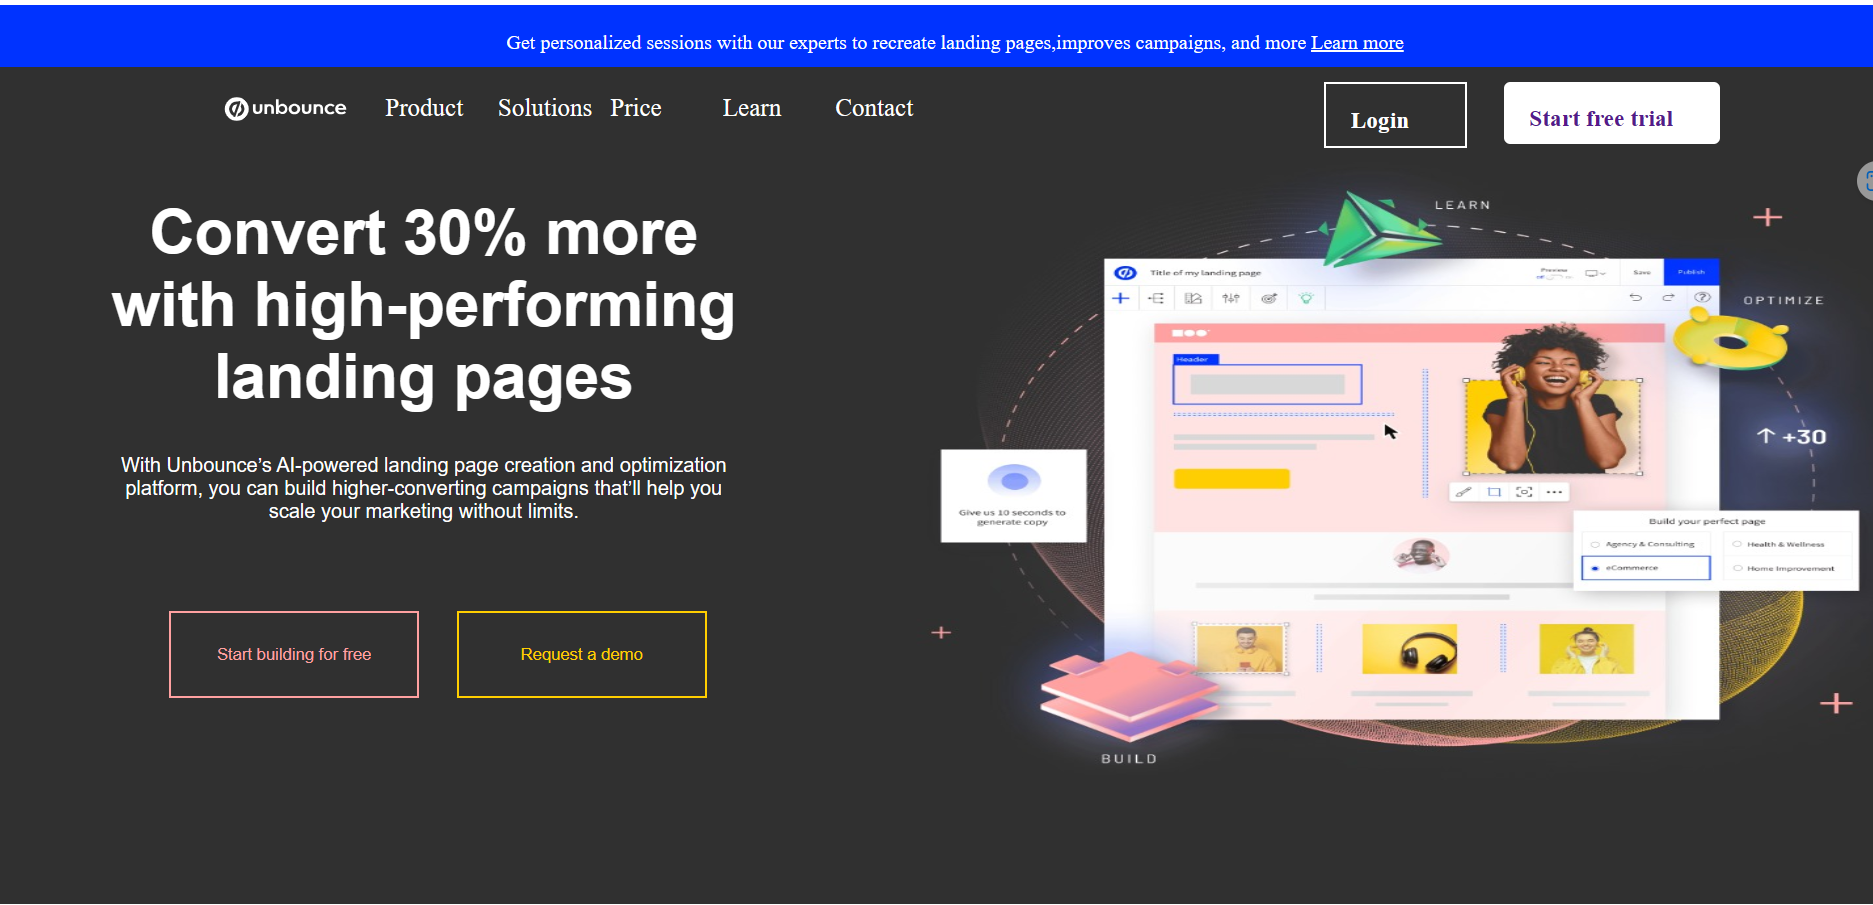 Get personalized sessions with our experts to recreate landing pages,improves campaigns, and more Learn more
unbounce Product Solutions Price Learn Contact Login Start free trial
Convert 30% more
with high-performing
landing pages
With Unbounce’s AI-powered landing page creation and optimization
platform, you can build higher-converting campaigns that’ll help you
scale your marketing without limits.
Start building for free Request a demo
LEARN
Title of my landing page Preview Save Publish
OPTIMIZE
Header
+30
Give us 10 seconds to
generate copy
Build your perfect page
Agency & Consulting Health & Wellness
eCommerce Home Improvement
BUILD